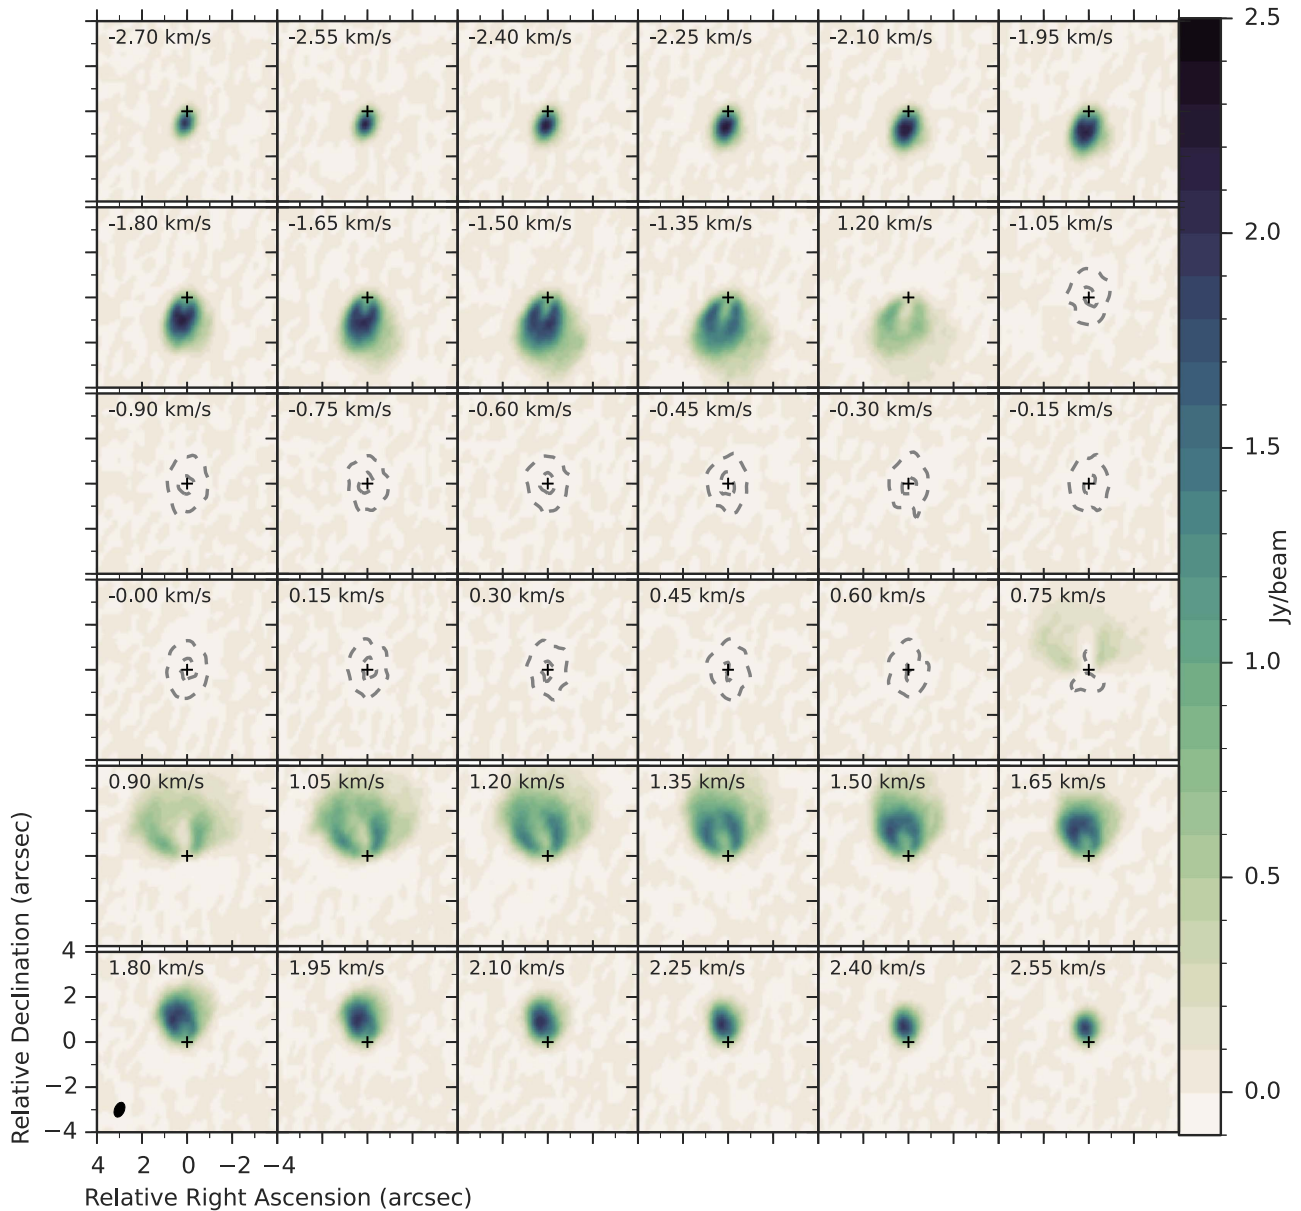 -2.70 km/s -2.55 km/s -2.40 km/s -2.25 km/s -2.10 km/s -1.95 km/s
-1.80 km/s -1.65 km/s -1.50 km/s -1.35 km/s 1.20 km/s -1.05 km/s
-0.90 km/s -0.75 km/s -0.60 km/s -0.45 km/s -0.30 km/s -0.15 km/s
-0.00 km/s 0.15 km/s 0.30 km/s 0.45 km/s 0.60 km/s 0.75 km/s
0.90 km/s 1.05 km/s 1.20 km/s 1.35 km/s 1.50 km/s 1.65 km/s
1.80 km/s 1.95 km/s 2.10 km/s 2.25 km/s 2.40 km/s 2.55 km/s
4
2
0
−2
−4
Relative Declination (arcsec)
4 2 0 −2 −4
Relative Right Ascension (arcsec)
2.5
2.0
1.5
1.0
0.5
0.0
Jy/beam